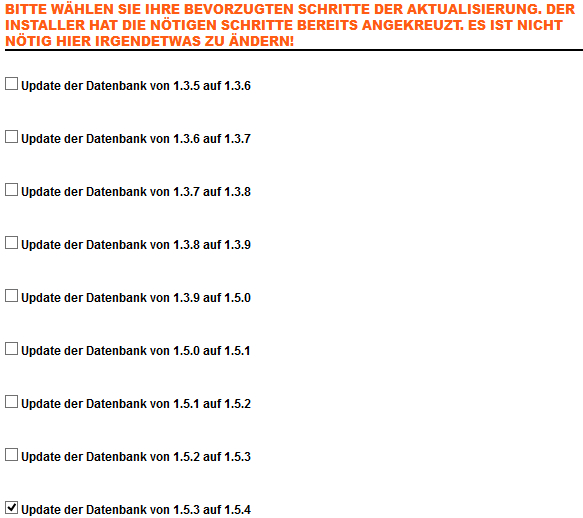 BITTE WÄHLEN SIE IHRE BEVORZUGTEN SCHRITTE DER AKTUALISIERUNG. DER
INSTALLER HAT DIE NÖTIGEN SCHRITTE BEREITS ANGEKREUZT. ES IST NICHT
NÖTIG HIER IRGENDETWAS ZU ÄNDERN!
Update der Datenbank von 1.3.5 auf 1.3.6
Update der Datenbank von 1.3.6 auf 1.3.7
Update der Datenbank von 1.3.7 auf 1.3.8
Update der Datenbank von 1.3.8 auf 1.3.9
Update der Datenbank von 1.3.9 auf 1.5.0
Update der Datenbank von 1.5.0 auf 1.5.1
Update der Datenbank von 1.5.1 auf 1.5.2
Update der Datenbank von 1.5.2 auf 1.5.3
Update der Datenbank von 1.5.3 auf 1.5.4